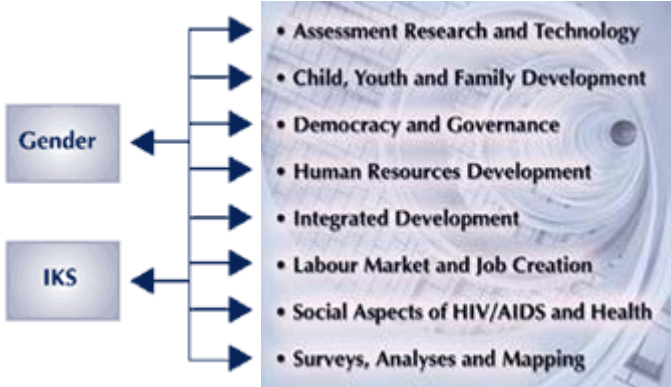 Gender
IKS
• Assessment Research and Technology
• Child, Youth and Family Development
• Democracy and Governance
• Human Resources Development
• Integrated Development
• Labour Market and Job Creation
• Social Aspects of HIV/AIDS and Health
• Surveys, Analyses and Mapping